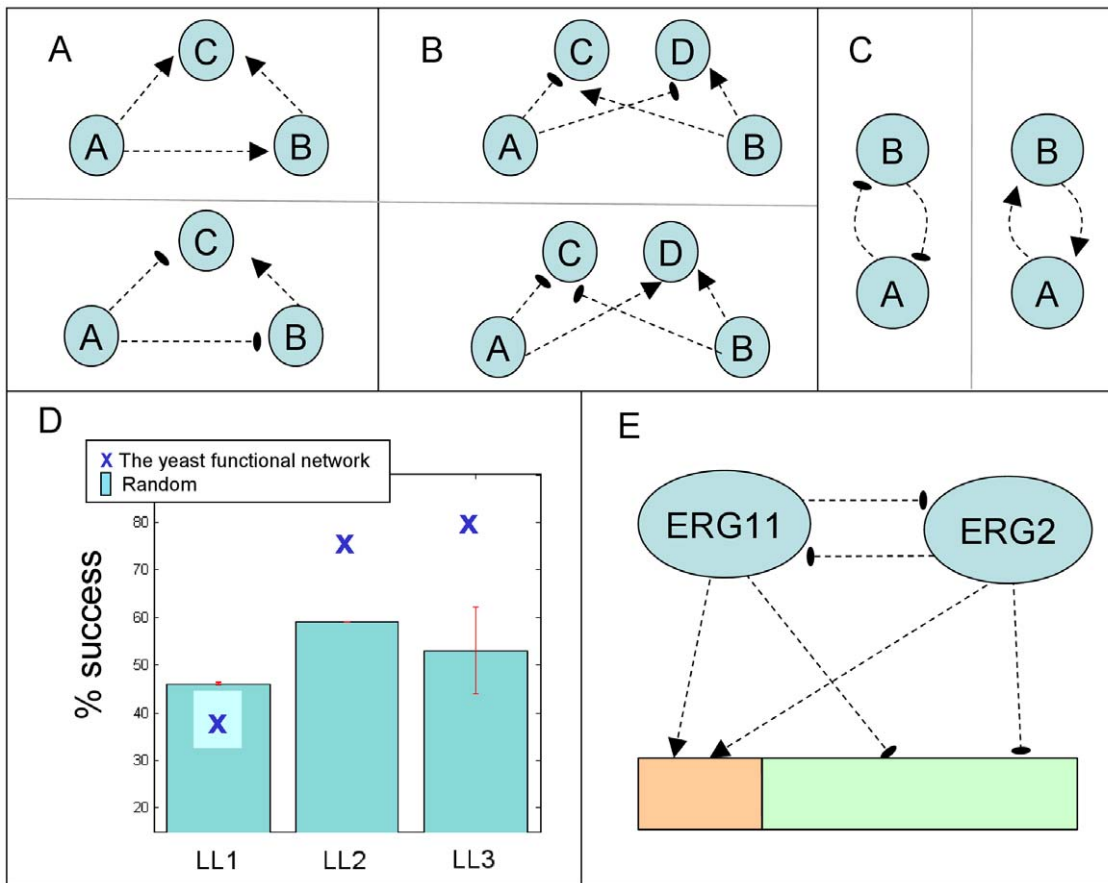 A
C
A
B
C
A
B
B
C
D
A
B
C
D
A
B
C
B
A
B
A
D
X The yeast functional network
Random
% success
80
70
60
50
40
30
20
X
X
X
LL1 LL2 LL3
E
ERG11
ERG2